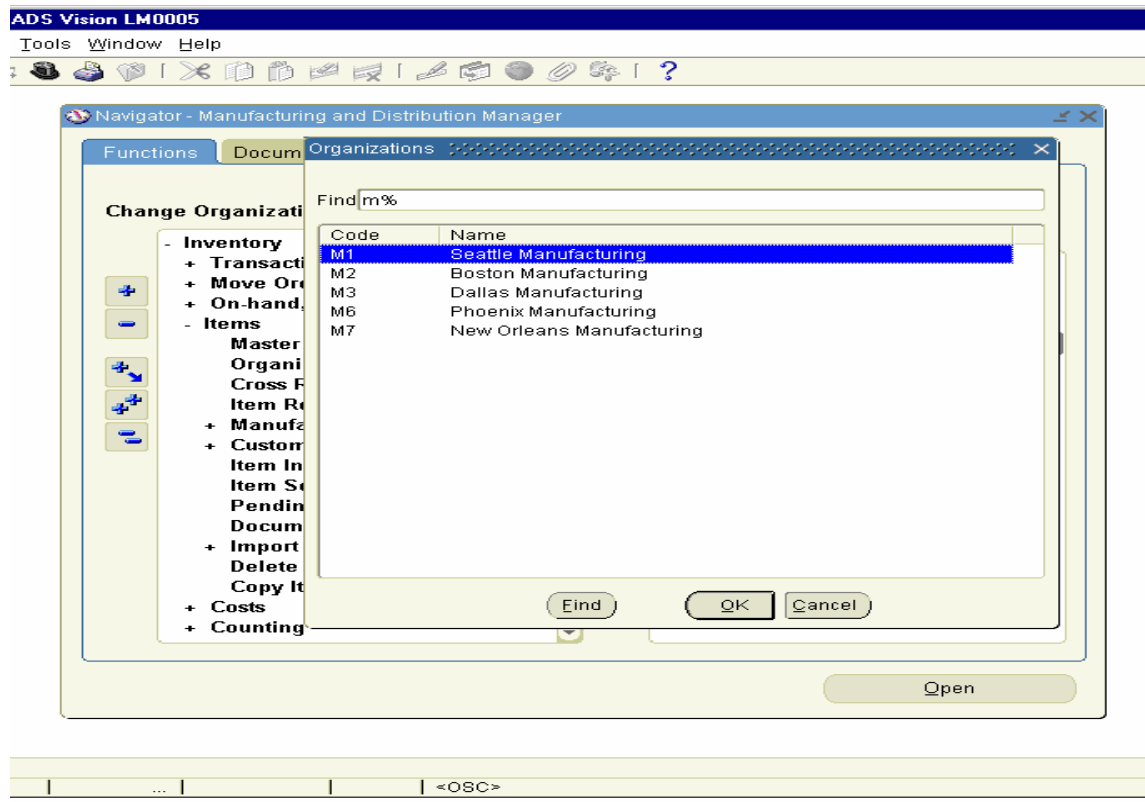 ADS Vision LM0005
Tools Window Help
Navigator - Manufacturing and Distribution Manager
Functions Docum
Organizations
Find m%
Change Organizati
Code Name
M1 Seattle Manufacturing
M2 Boston Manufacturing
M3 Dallas Manufacturing
M6 Phoenix Manufacturing
M7 New Orleans Manufacturing
- Inventory
+ Transacti
+ Move Ord
+ On-hand,
- Items
Master
Organi
Cross R
Item Re
+ Manufa
+ Custom
Item In
Item Se
Pendin
Docum
+ Import
Delete
Copy It
+ Costs
+ Counting
Find OK Cancel
Open
... <OSC>